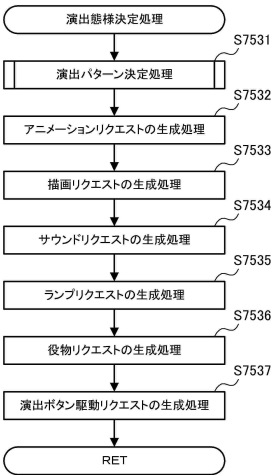 演出態様決定処理
S7531
演出パターン決定処理
S7532
アニメーションリクエストの生成処理
S7533
描画リクエストの生成処理
S7534
サウンドリクエストの生成処理
S7535
ランプリクエストの生成処理
S7536
役物リクエストの生成処理
S7537
演出ボタン駆動リクエストの生成処理
RET